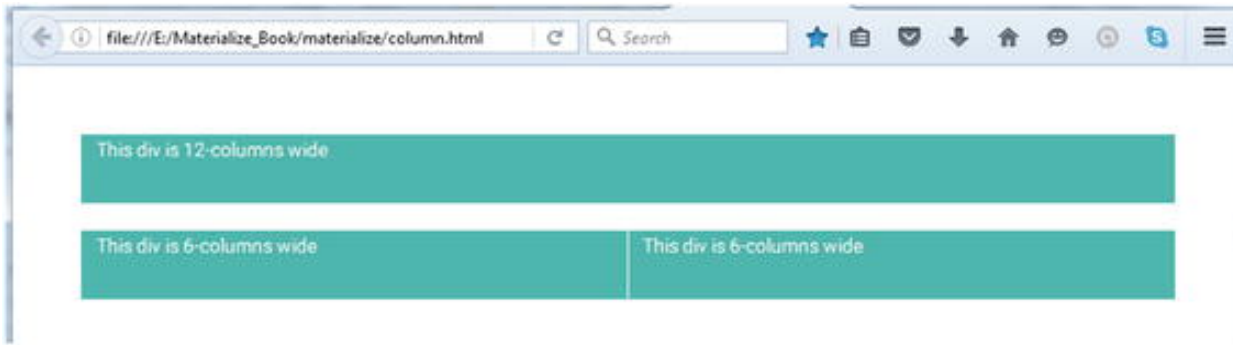 file:///E:/Materialize_Book/materialize/column.html
Search
This div is 12-columns wide
This div is 6-columns wide
This div is 6-columns wide